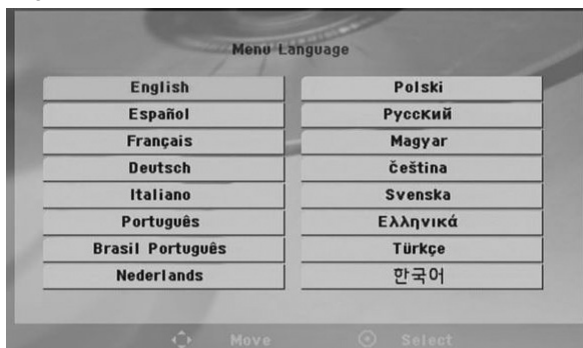 Menu Language
English
Español
Français
Deutsch
Italiano
Português
Brasil Português
Nederlands
Polski
Русский
Magyar
čeština
Svenska
Ελληνικά
Türkçe
한국어
Move Select